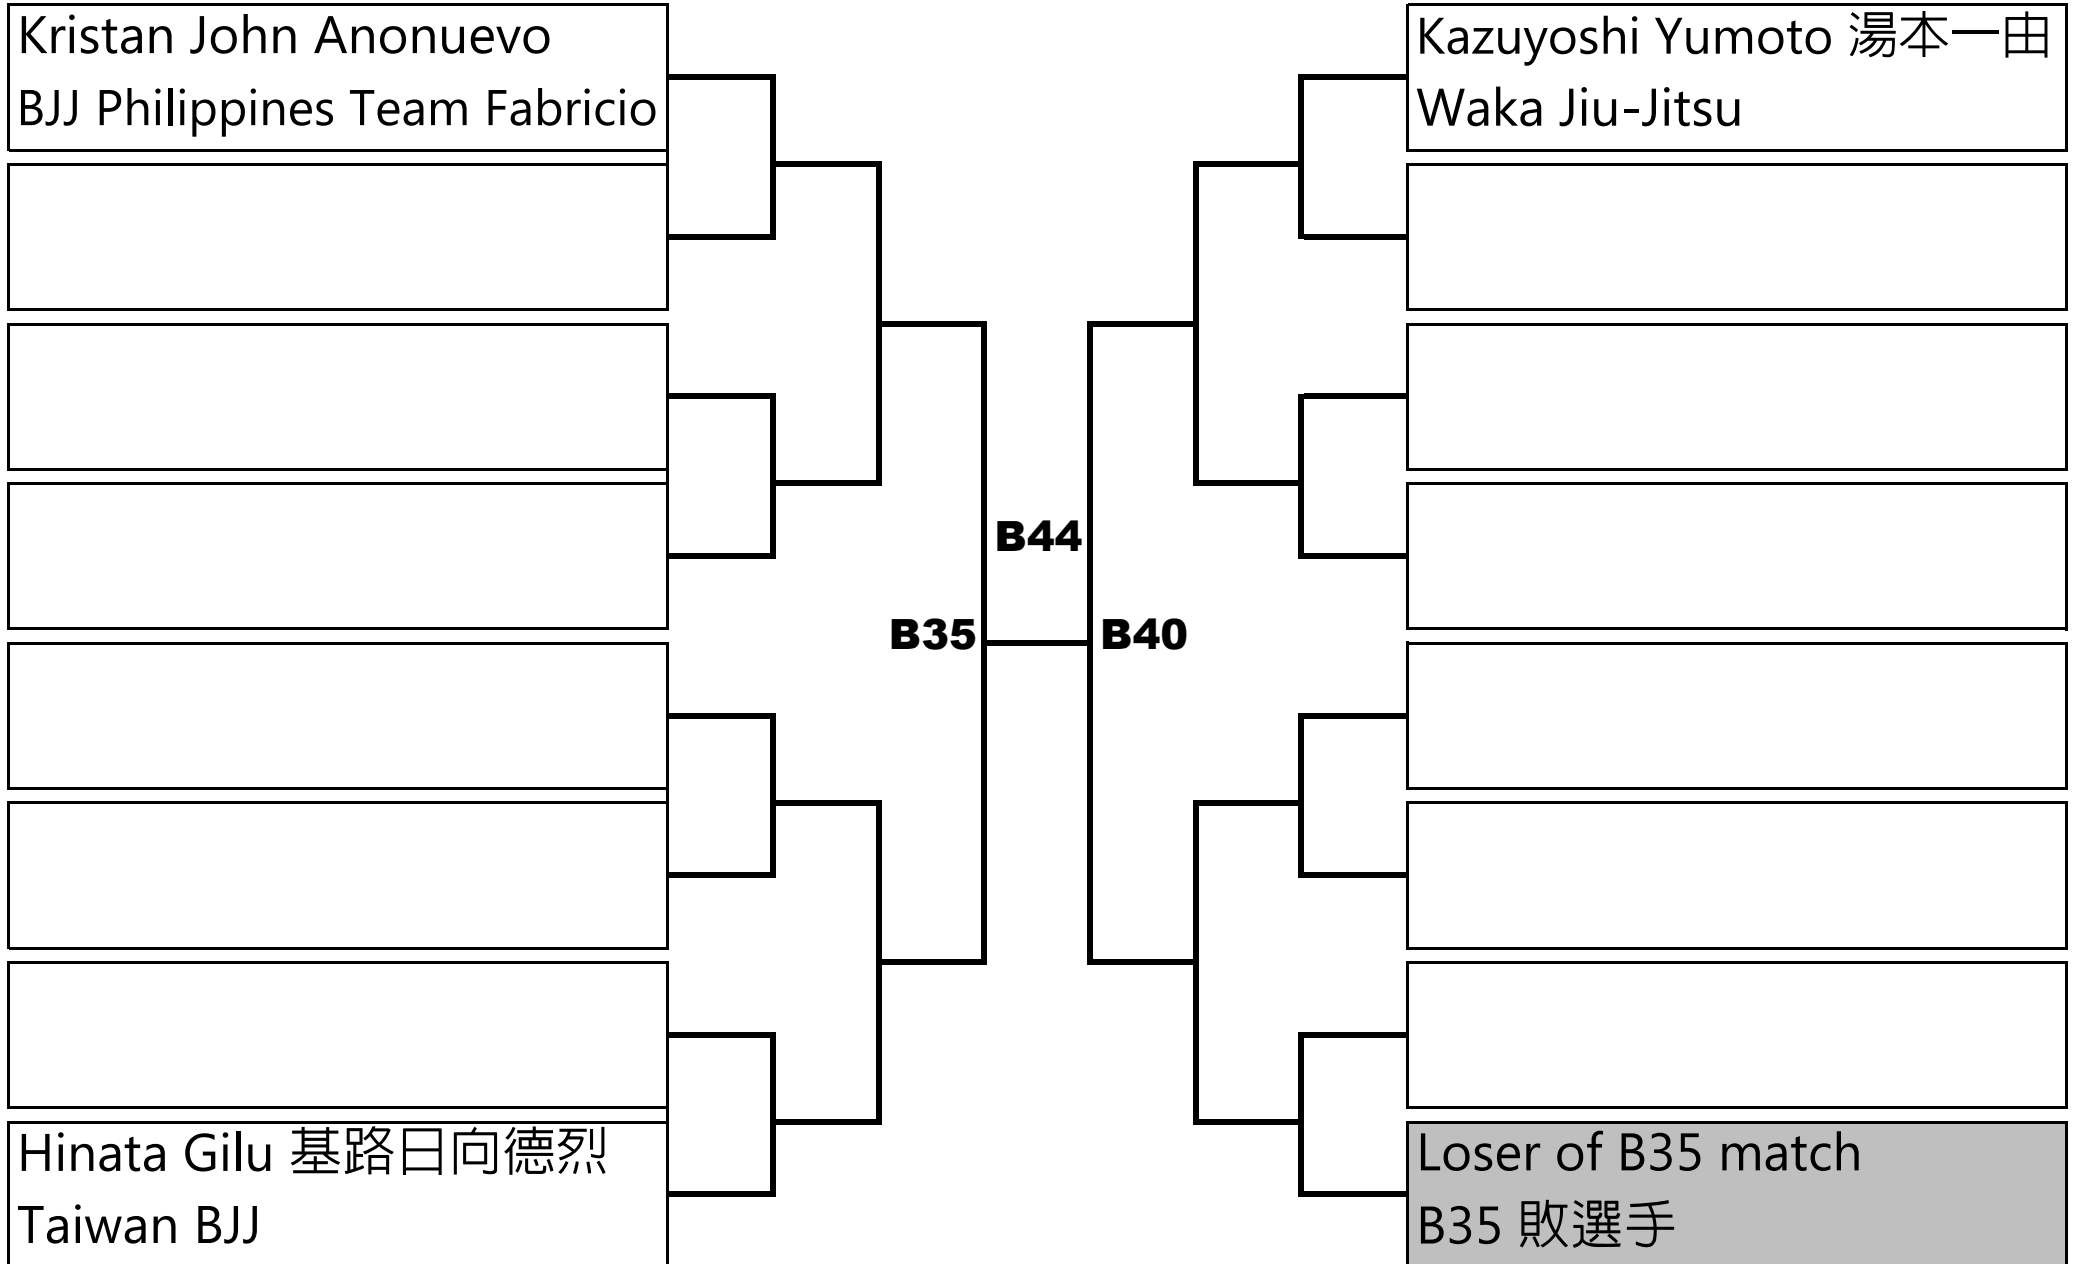 Kristan John Anonuevo
BJJ Philippines Team Fabricio
Kazuyoshi Yumoto 湯本一由
Waka Jiu-Jitsu
B44
B35
B40
Hinata Gilu 基路日向德烈
Taiwan BJJ
Loser of B35 match
B35 敗選手